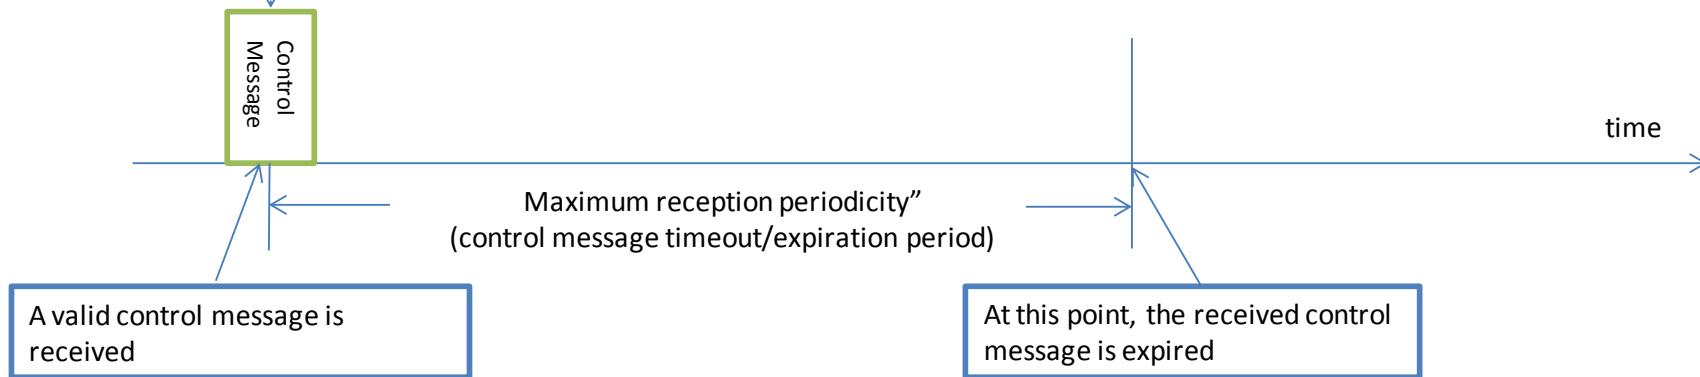 Control
Message
time
Maximum reception periodicity”
(control message timeout/expiration period)
A valid control message is
received
At this point, the received control
message is expired